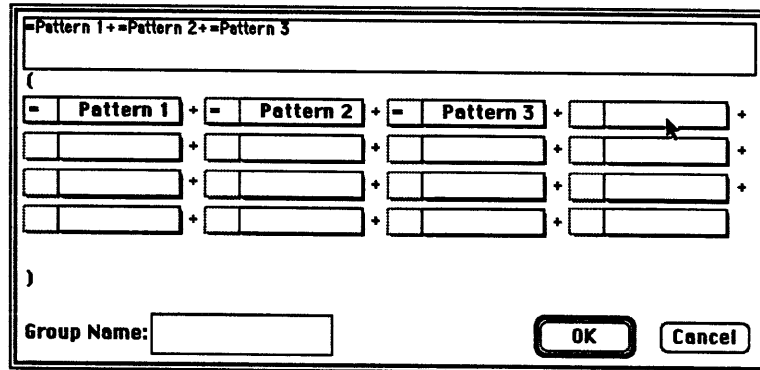 =Pattern 1+=Pattern 2+=Pattern 3
(
= Pattern 1 + = Pattern 2 + = Pattern 3 + +
+ + + +
+ + + +
+ + +
)
Group Name: OK Cancel